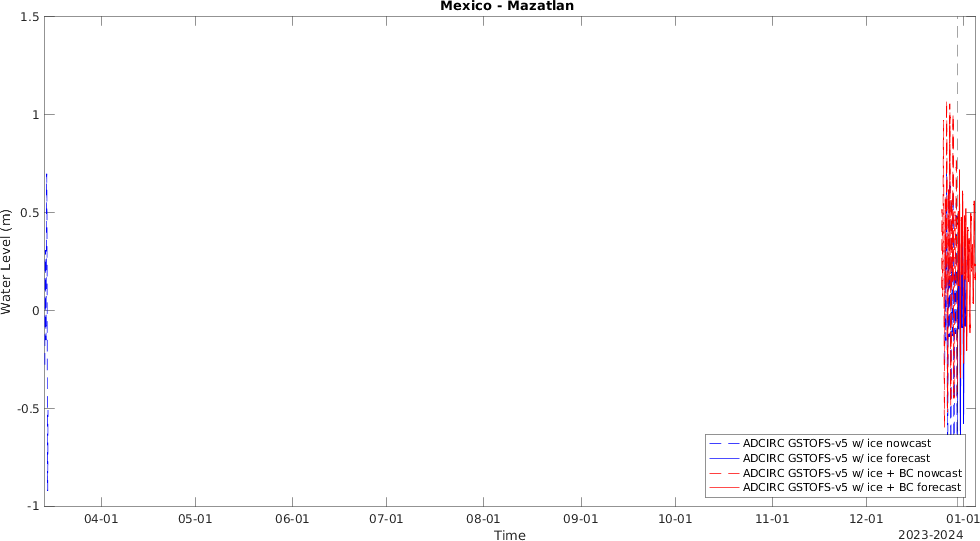 Mexico - Mazatlan
1.5
1
0.5
0
-0.5
-1
Water Level (m)
ADCIRC GSTOFS-v5 w/ ice nowcast
ADCIRC GSTOFS-v5 w/ ice forecast
ADCIRC GSTOFS-v5 w/ ice + BC nowcast
ADCIRC GSTOFS-v5 w/ ice + BC forecast
04-01 05-01 06-01 07-01 08-01 09-01 10-01 11-01 12-01 01-01
Time
2023-2024